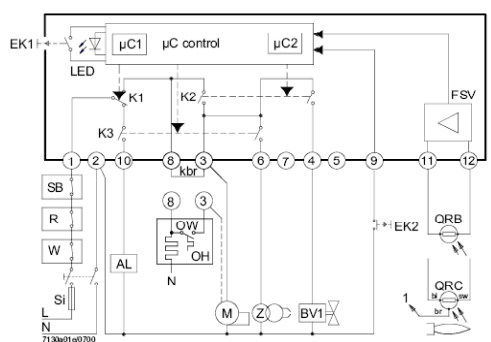 µC1
µC control
µC2
EK1
LED
K1
K2
K3
FSV
1
2
10
8
3
6
7
4
5
9
11
12
kbr
SB
R
W
Si
L
N
AL
8
3
OW
OH
N
M
Z
BV1
EK2
QRB
QRC
1
bi
sw
br
7130a01e/0700